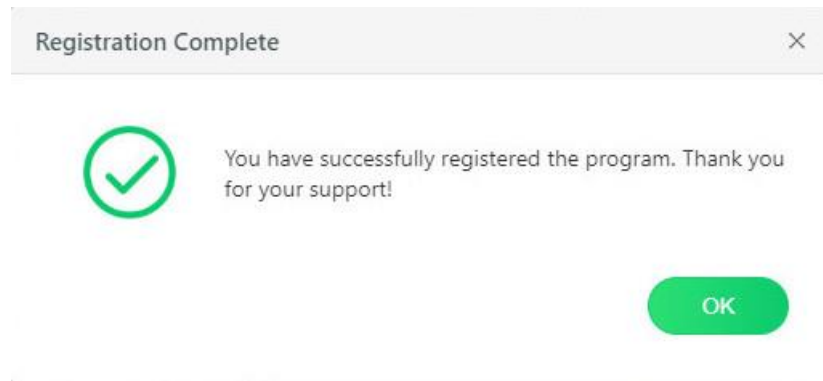 Registration Complete
You have successfully registered the program. Thank you
for your support!
OK